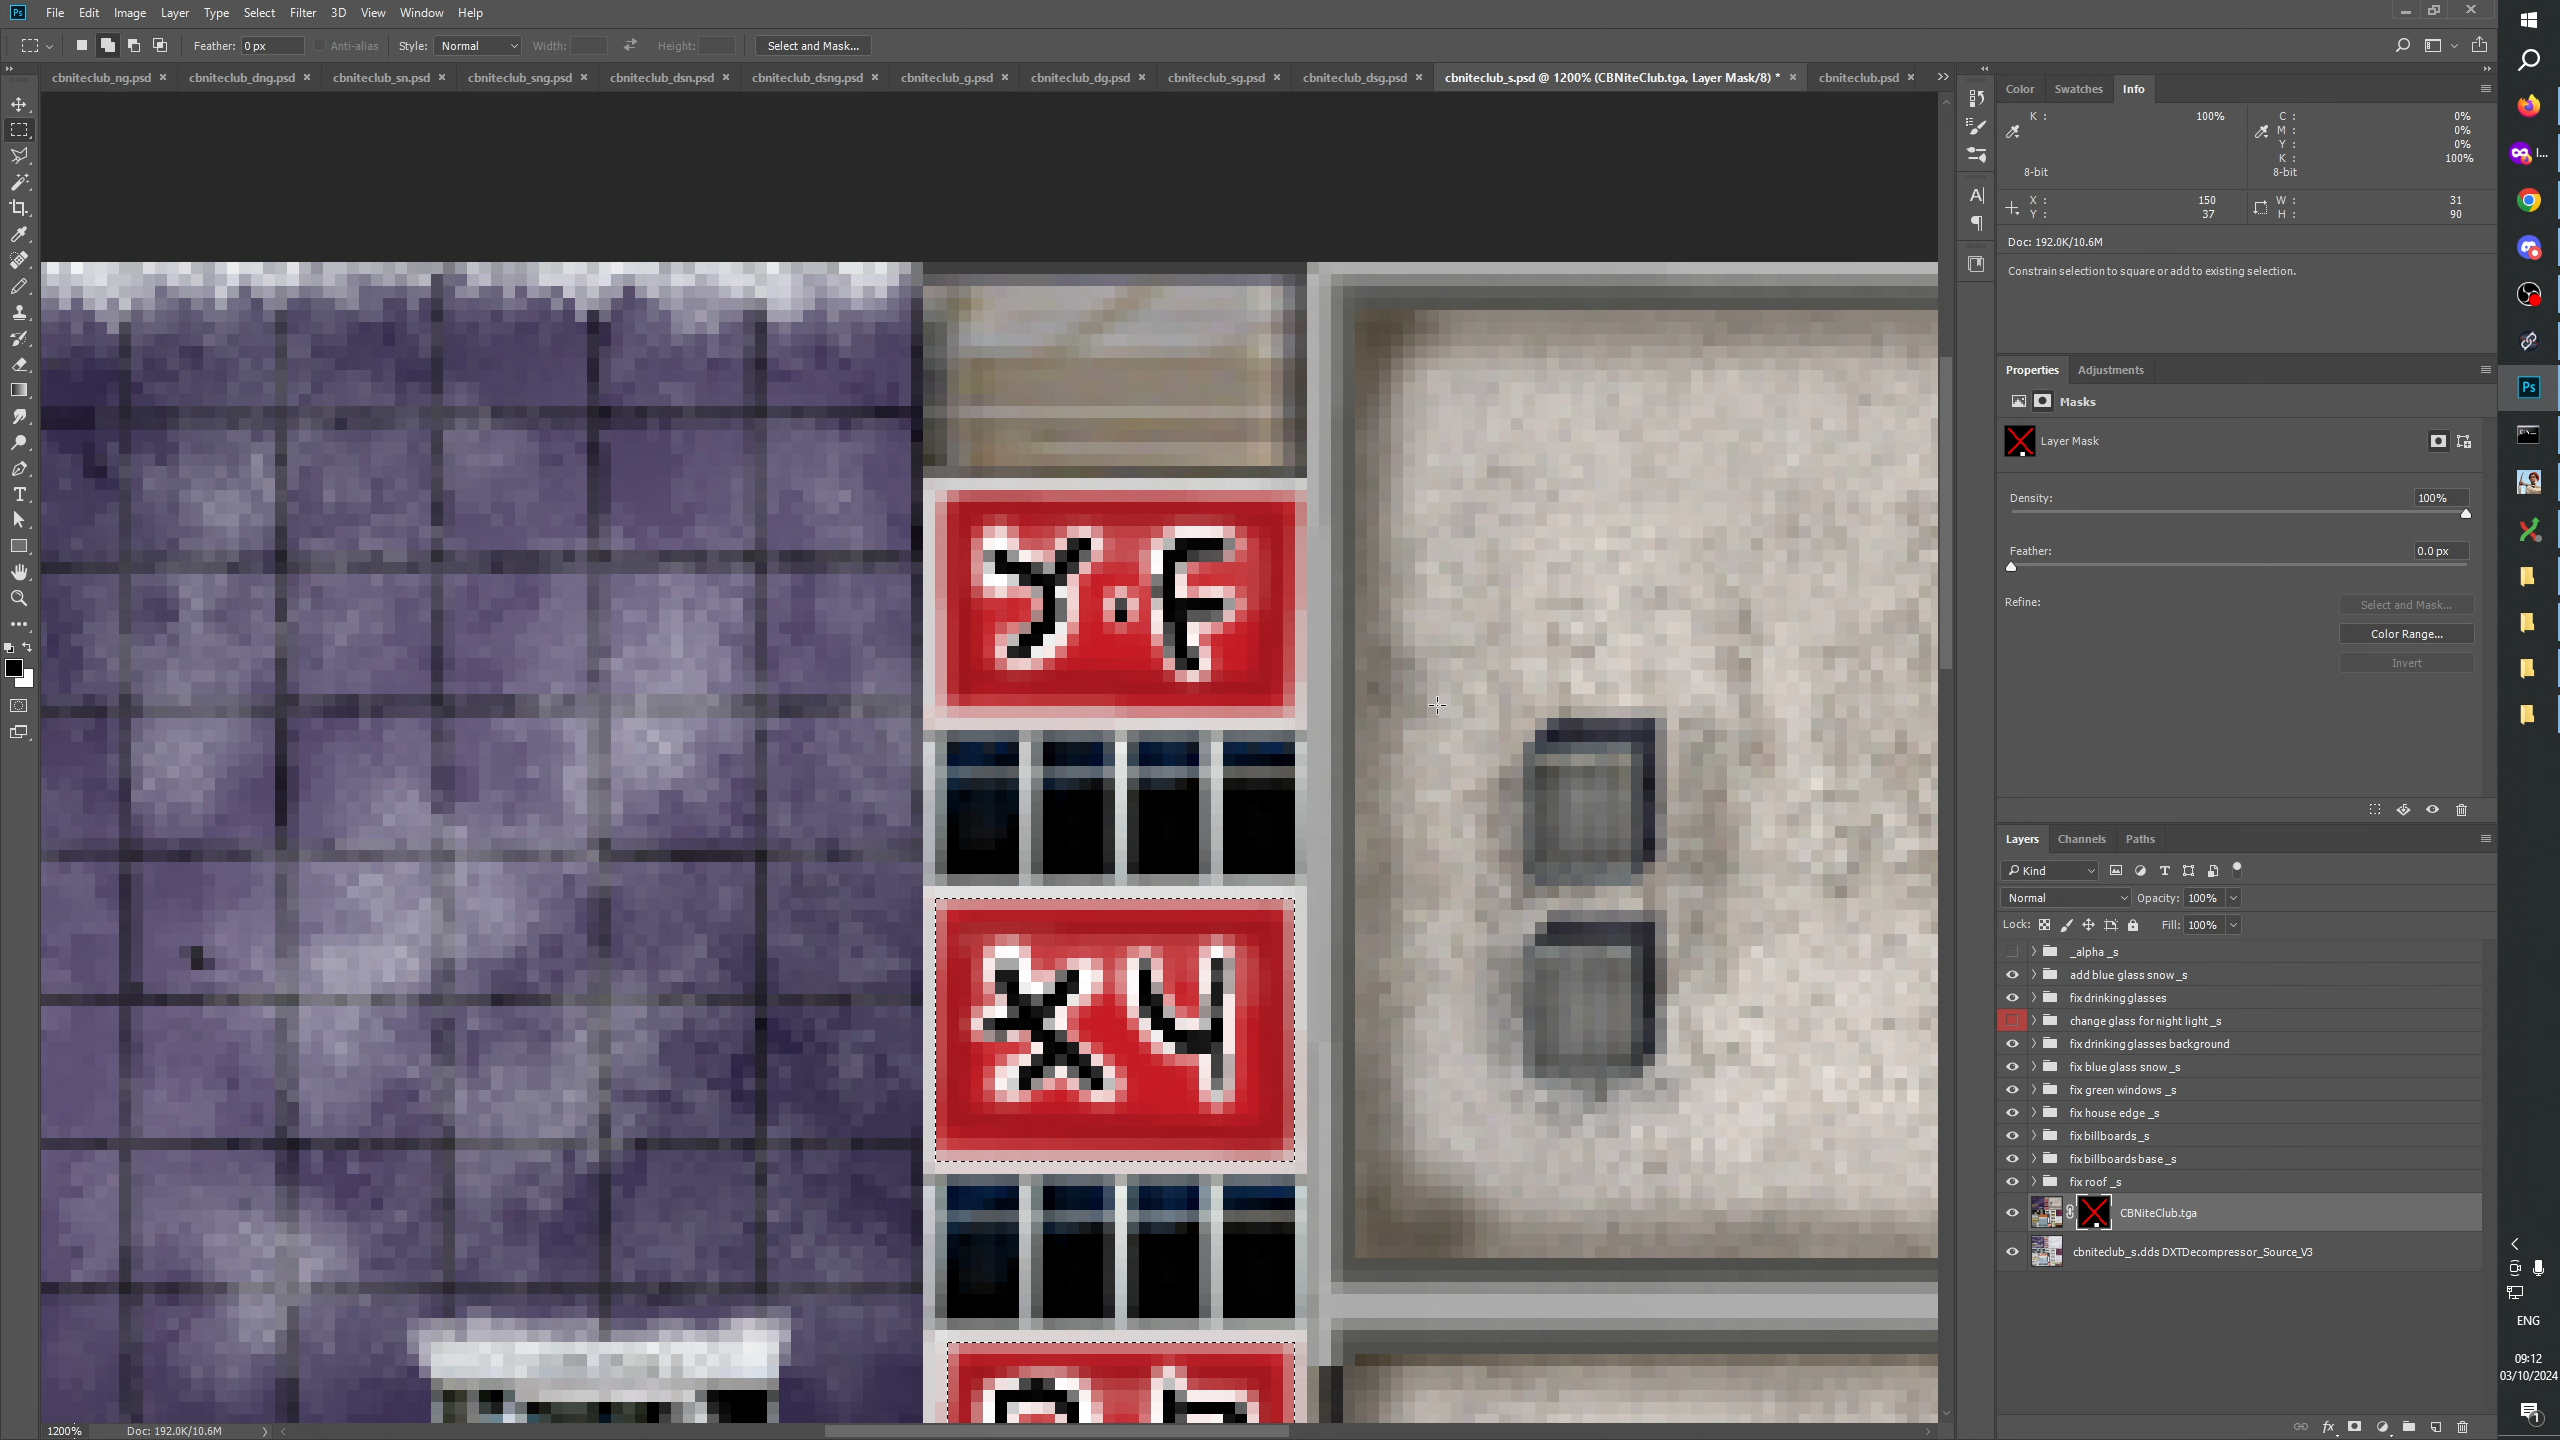 Ps File Edit Image Layer Type Select Filter 3D View Window Help
Feather: 0 px Anti-alias Style: Normal Width: Height: Select and Mask...
cbniteclub_ng.psd × cbniteclub_dng.psd × cbniteclub_sn.psd × cbniteclub_sng.psd × cbniteclub_dsn.psd × cbniteclub_dsng.psd × cbniteclub_g.psd × cbniteclub_dg.psd × cbniteclub_sg.psd × cbniteclub_dsg.psd × cbniteclub_s.psd @ 1200% (CBNiteClub.tga, Layer Mask/8) * × cbniteclub.psd ×
Color Swatches Info
K : 100% C : 0%
M : 0%
Y : 0%
K : 100%
8-bit 8-bit
X : 150 W : 31
Y : 37 H : 90
Doc: 192.0K/10.6M
Constrain selection to square or add to existing selection.
Properties Adjustments
Masks
Layer Mask
Density: 100%
Feather: 0.0 px
Refine: Select and Mask...
Color Range...
Invert
Layers Channels Paths
Kind
Normal Opacity: 100%
Lock: Fill: 100%
_alpha _s
add blue glass snow _s
fix drinking glasses
change glass for night light _s
fix drinking glasses background
fix blue glass snow _s
fix green windows _s
fix house edge _s
fix billboards _s
fix billboards base _s
fix roof _s
CBNiteClub.tga
cbniteclub_s.dds DXTDecompressor_Source_V3
1200% Doc: 192.0K/10.6M
I...
Ps
ENG
09:12
03/10/2024
1